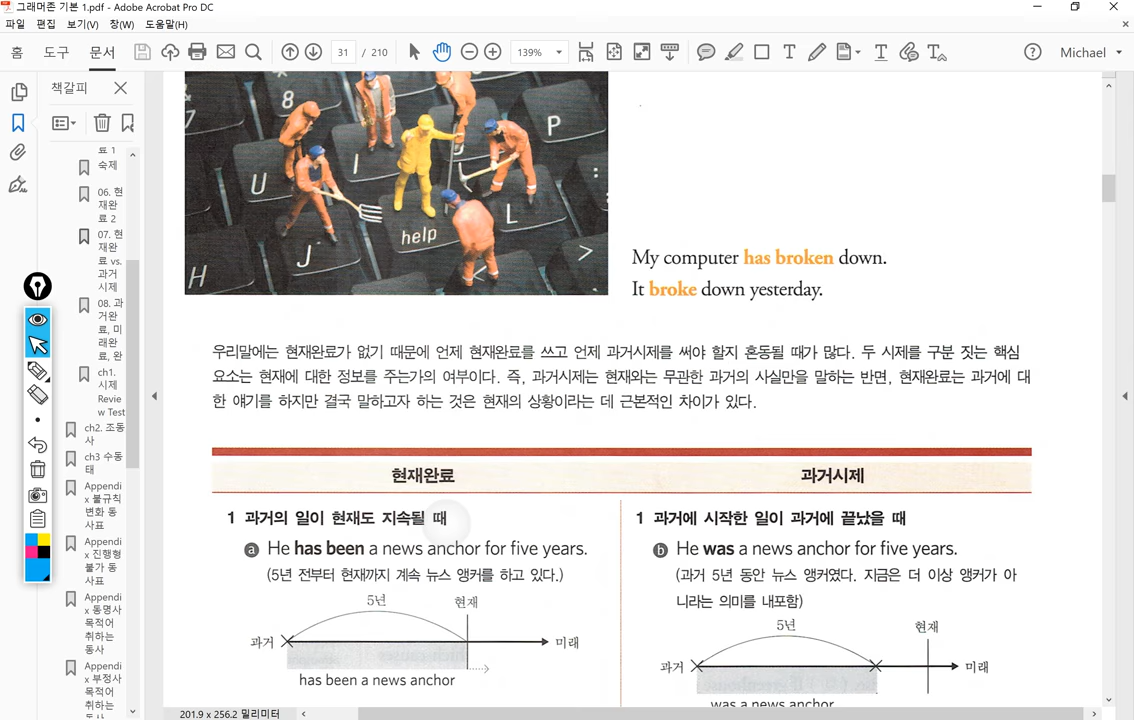 그래머존 기본 1.pdf - Adobe Acrobat Pro DC
파일 편집 보기(V) 창(W) 도움말(H)
홈 도구 문서 31 / 210 139% Michael
책갈피
료 1
숙제
06. 현
재완
료 2
07. 현
재완
료 vs.
과거
시제
08. 과
거완
료, 미
래완
료, 완
ch1.
시제
Revie
w Test
ch2. 조동
사
ch3 수동
태
Appendi
x 불규칙
변화 동
사표
Appendi
x 진행형
불가 동
사표
Appendi
x 동명사
목적어
취하는
동사
Appendi
x 부정사
목적어
취하는
동사
8
P
U
I
:
help
L
J
H
<
>
My computer has broken down.
It broke down yesterday.
우리말에는 현재완료가 없기 때문에 언제 현재완료를 쓰고 언제 과거시제를 써야 할지 혼동될 때가 많다. 두 시제를 구분 짓는 핵심
요소는 현재에 대한 정보를 주는가의 여부이다. 즉, 과거시제는 현재와는 무관한 과거의 사실만을 말하는 반면, 현재완료는 과거에 대
한 얘기를 하지만 결국 말하고자 하는 것은 현재의 상황이라는 데 근본적인 차이가 있다.
현재완료
1 과거의 일이 현재도 지속될 때
ⓐ He has been a news anchor for five years.
(5년 전부터 현재까지 계속 뉴스 앵커를 하고 있다.)
5년 현재
과거 미래
has been a news anchor
과거시제
1 과거에 시작한 일이 과거에 끝났을 때
ⓑ He was a news anchor for five years.
(과거 5년 동안 뉴스 앵커였다. 지금은 더 이상 앵커가 아
니라는 의미를 내포함)
5년 현재
과거 미래
was a news anchor
201.9 x 256.2 밀리미터